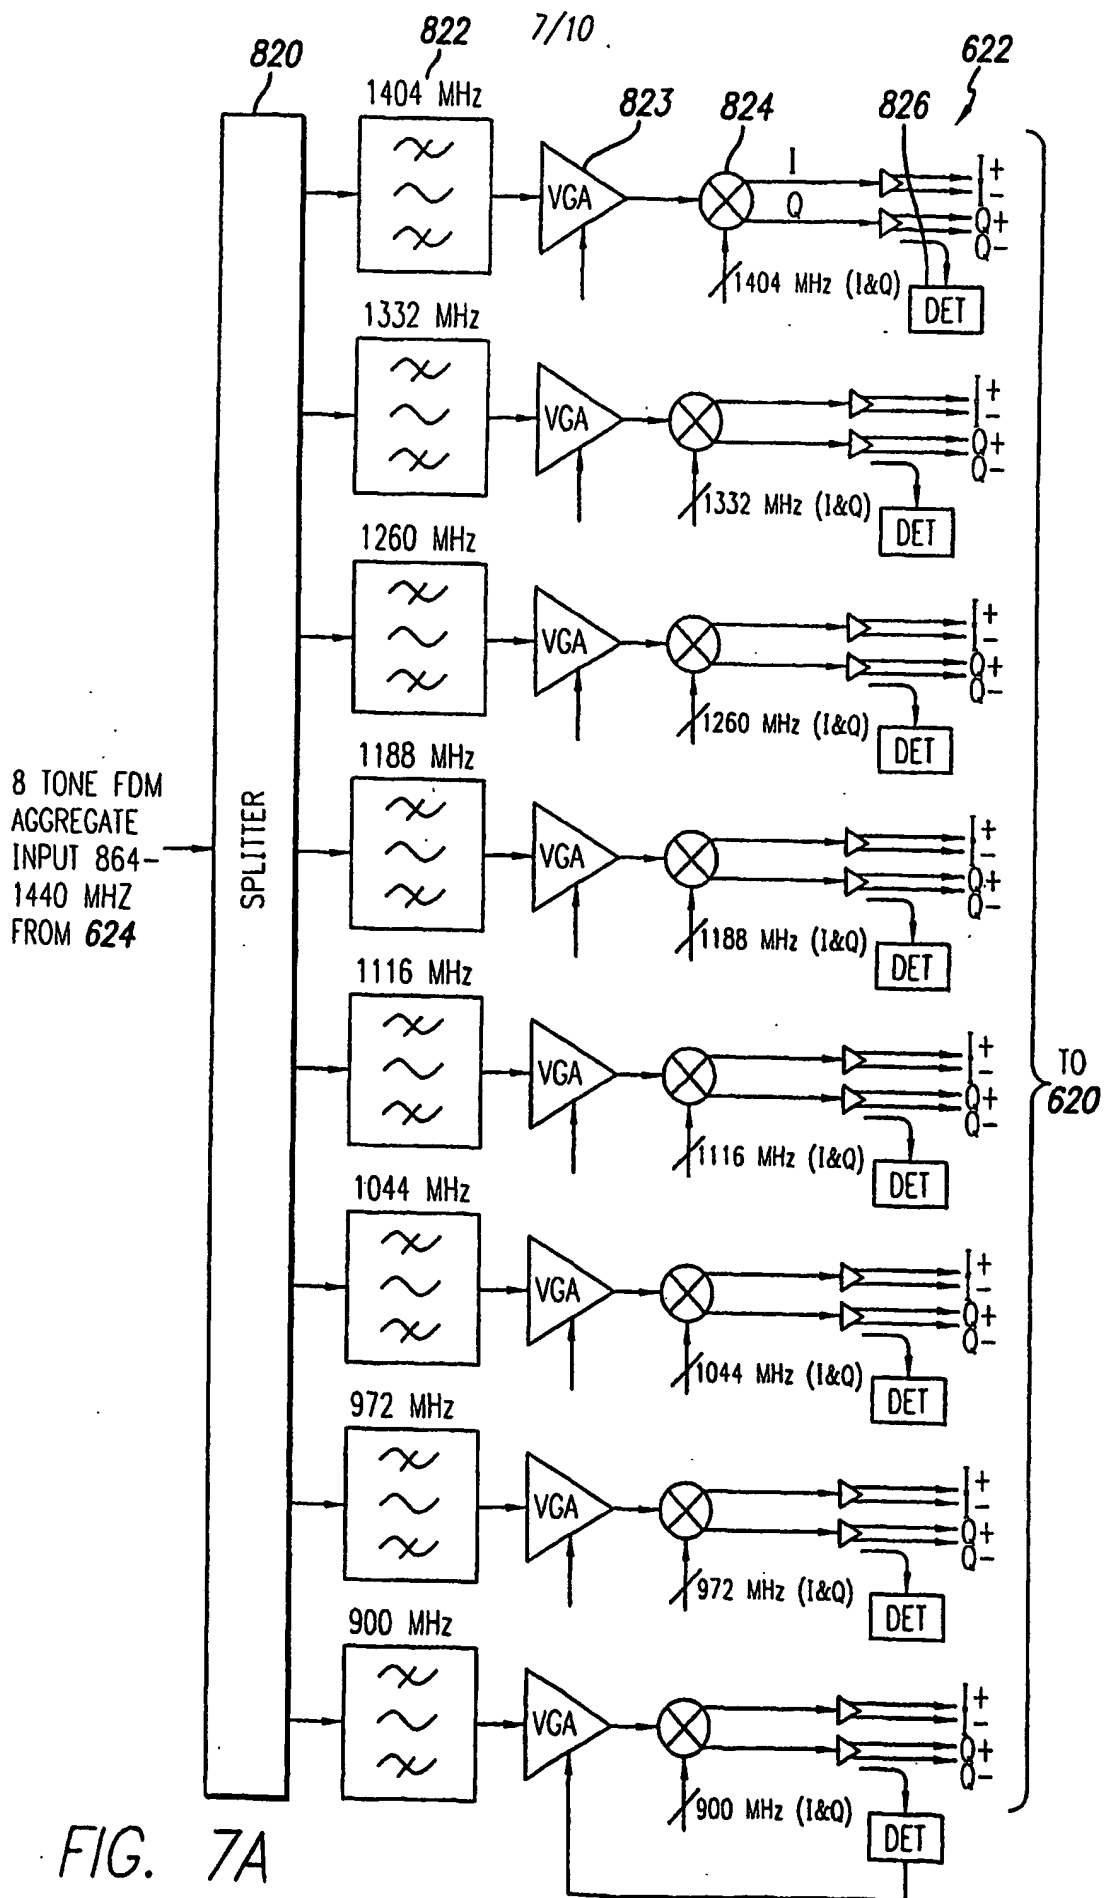 7/10
820
822
622
1404 MHz
823
824
826
VGA
I
Q
I+
-
Q+
Q-
1404 MHz (I&Q)
DET
1332 MHz
VGA
I+
-
Q+
Q-
1332 MHz (I&Q)
DET
1260 MHz
VGA
I+
-
Q+
Q-
1260 MHz (I&Q)
DET
8 TONE FDM
AGGREGATE
INPUT 864-
1440 MHZ
FROM 624
SPLITTER
1188 MHz
VGA
I+
-
Q+
Q-
1188 MHz (I&Q)
DET
1116 MHz
VGA
I+
-
Q+
Q-
1116 MHz (I&Q)
DET
TO
620
1044 MHz
VGA
I+
-
Q+
Q-
1044 MHz (I&Q)
DET
972 MHz
VGA
I+
-
Q+
Q-
972 MHz (I&Q)
DET
900 MHz
VGA
I+
-
Q+
Q-
900 MHz (I&Q)
DET
FIG. 7A